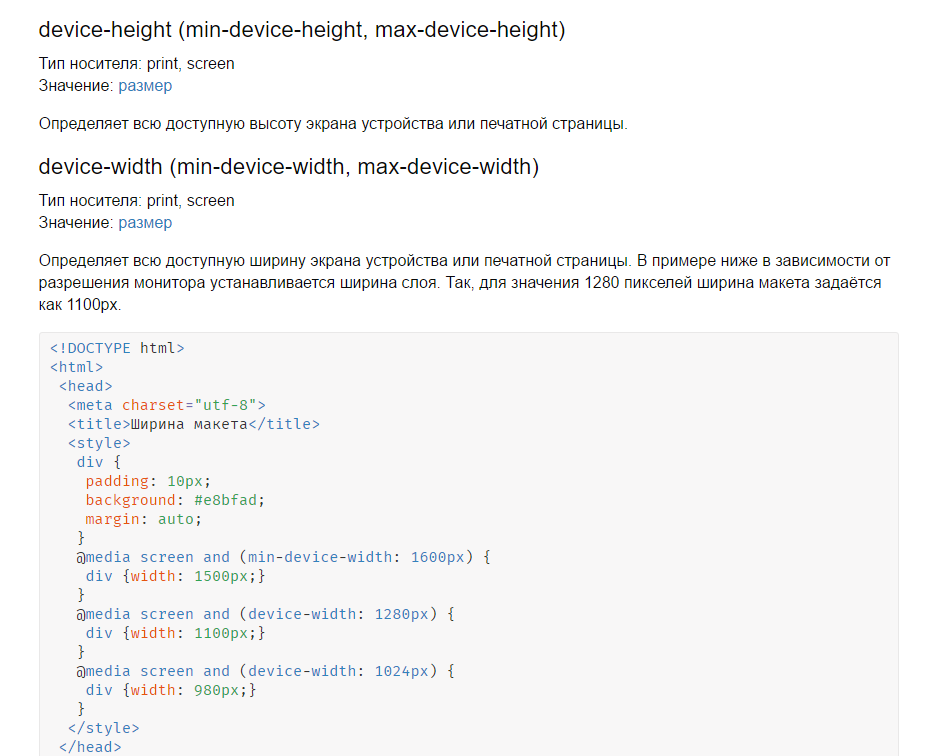 device-height (min-device-height, max-device-height)
Тип носителя: print, screen
Значение: размер
Определяет всю доступную высоту экрана устройства или печатной страницы.
device-width (min-device-width, max-device-width)
Тип носителя: print, screen
Значение: размер
Определяет всю доступную ширину экрана устройства или печатной страницы. В примере ниже в зависимости от
разрешения монитора устанавливается ширина слоя. Так, для значения 1280 пикселей ширина макета задаётся
как 1100px.
<!DOCTYPE html>
<html>
 <head>
  <meta charset="utf-8">
  <title>Ширина макета</title>
  <style>
   div {
    padding: 10px;
    background: #e8bfad;
    margin: auto;
   }
   @media screen and (min-device-width: 1600px) {
    div {width: 1500px;}
   }
   @media screen and (device-width: 1280px) {
    div {width: 1100px;}
   }
   @media screen and (device-width: 1024px) {
    div {width: 980px;}
   }
  </style>
 </head>